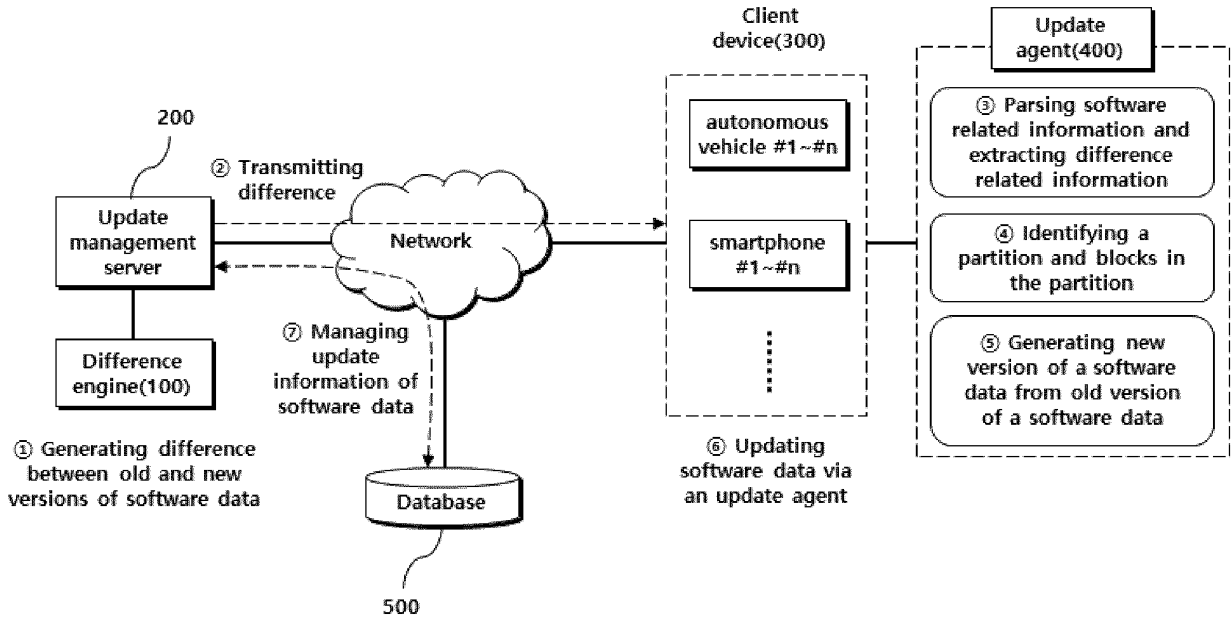 200
② Transmitting
difference
Update
management
server
Difference
engine(100)
① Generating difference
between old and new
versions of software data
Network
⑦ Managing
update
information of
software data
Database
500
Client
device(300)
autonomous
vehicle #1~#n
smartphone
#1~#n
⑥ Updating
software data via
an update agent
Update
agent(400)
③ Parsing software
related information and
extracting difference
related information
④ Identifying a
partition and blocks in
the partition
⑤ Generating new
version of a software
data from old version
of a software data